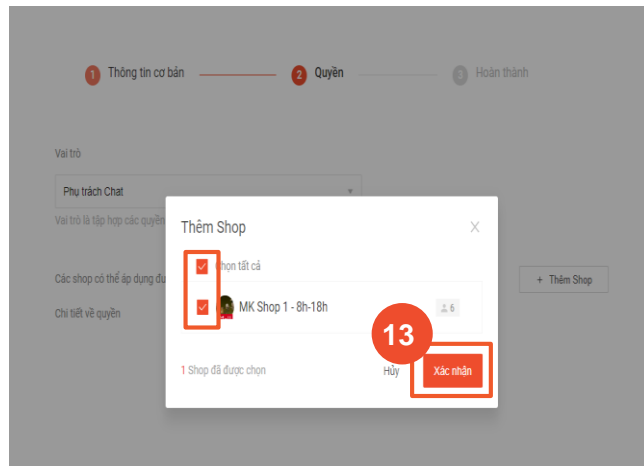 1 Thông tin cơ bản
2 Quyền
3 Hoàn thành
Vai trò
Phụ trách Chat
Vai trò là tập hợp các quyền
Thêm Shop X
Chọn tất cả
MK Shop 1 - 8h-18h 6
Các shop có thể áp dụng đư
+ Thêm Shop
Chi tiết về quyền
13
1 Shop đã được chọn
Hủy
Xác nhận